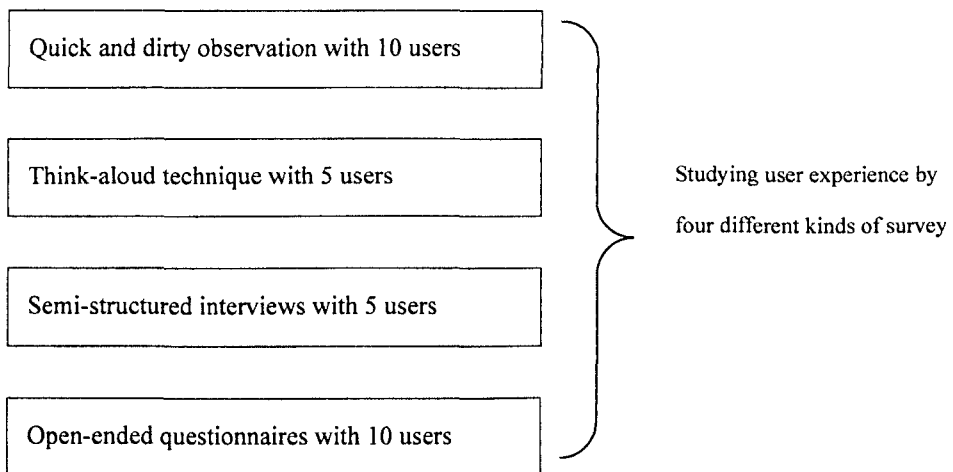 Quick and dirty observation with 10 users
Think-aloud technique with 5 users
Studying user experience by
four different kinds of survey
Semi-structured interviews with 5 users
Open-ended questionnaires with 10 users